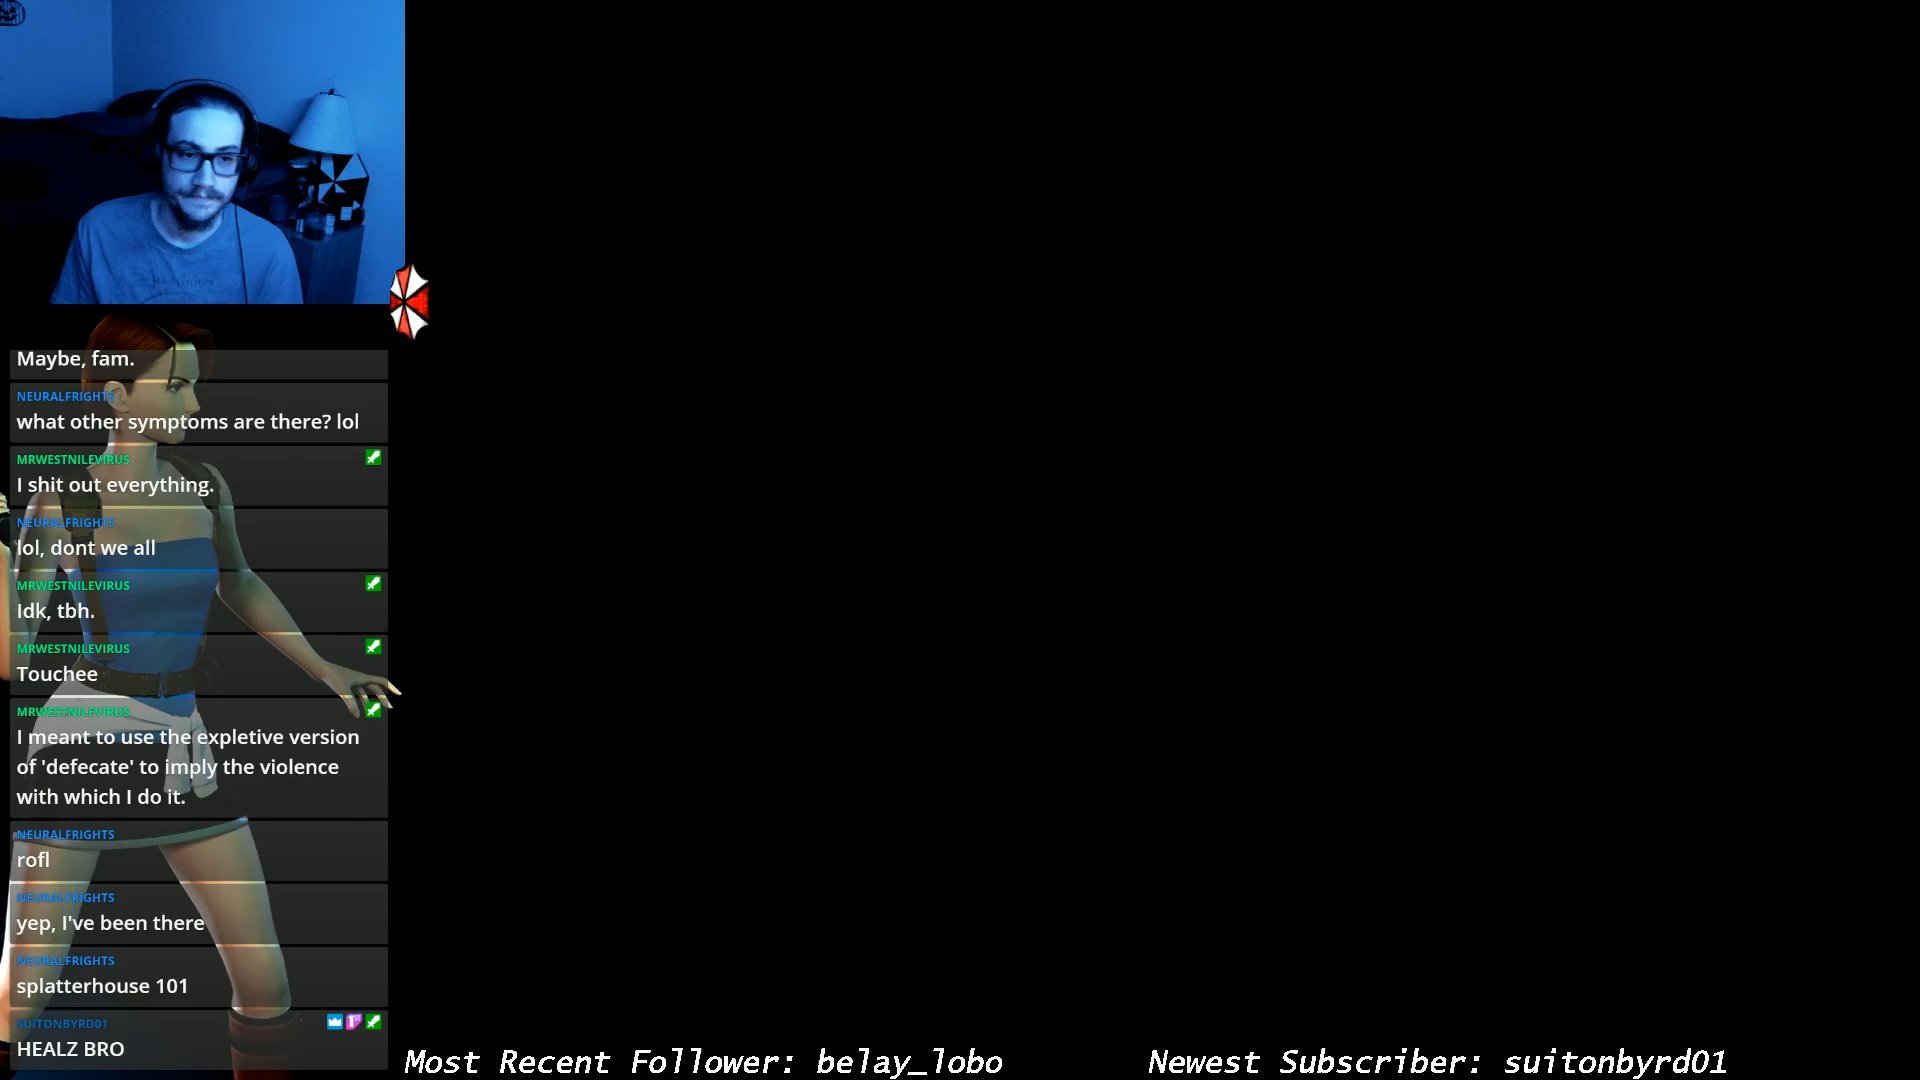 Maybe, fam.
NEURALFRIGHTS
what other symptoms are there? lol
MRWESTNILEVIRUS
I shit out everything.
NEURALFRIGHTS
lol, dont we all
MRWESTNILEVIRUS
Idk, tbh.
MRWESTNILEVIRUS
Touchee
MRWESTNILEVIRUS
I meant to use the expletive version
of 'defecate' to imply the violence
with which I do it.
NEURALFRIGHTS
rofl
NEURALFRIGHTS
yep, I've been there
NEURALFRIGHTS
splatterhouse 101
SUITONBYRD01
1ST
HEALZ BRO
Most Recent Follower: belay_lobo
Newest Subscriber: suitonbyrd01